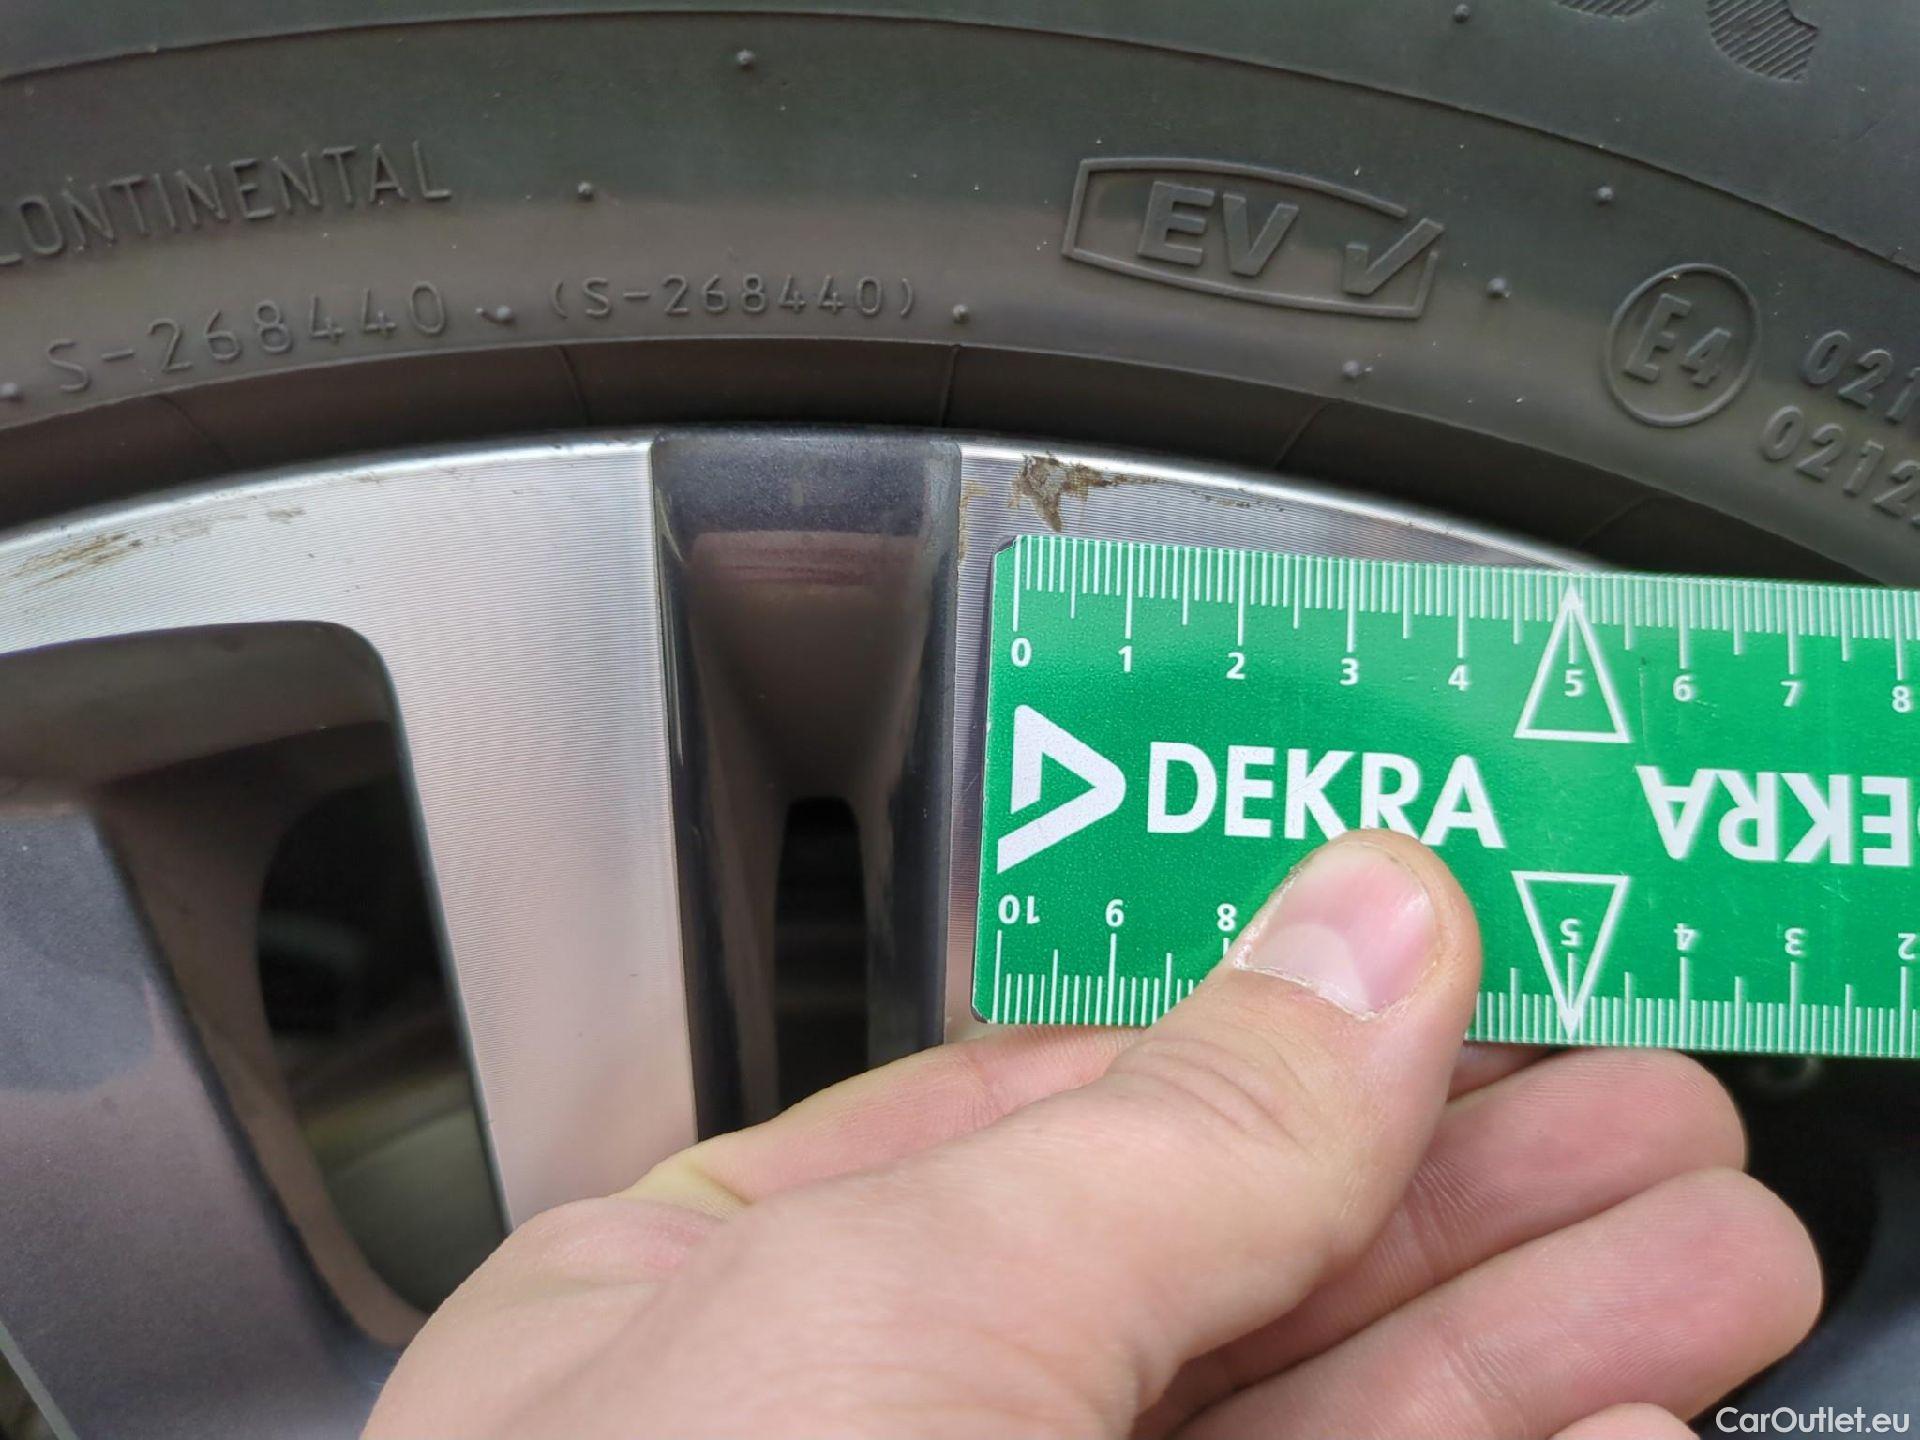 CONTINENTAL
S-268440 (S-268440)
EV
E4
021
0212
0 1 2 3 4 5 6 7 8
DEKRA
DEKRA
10 9 8 5 4 3 2
CarOutlet.eu